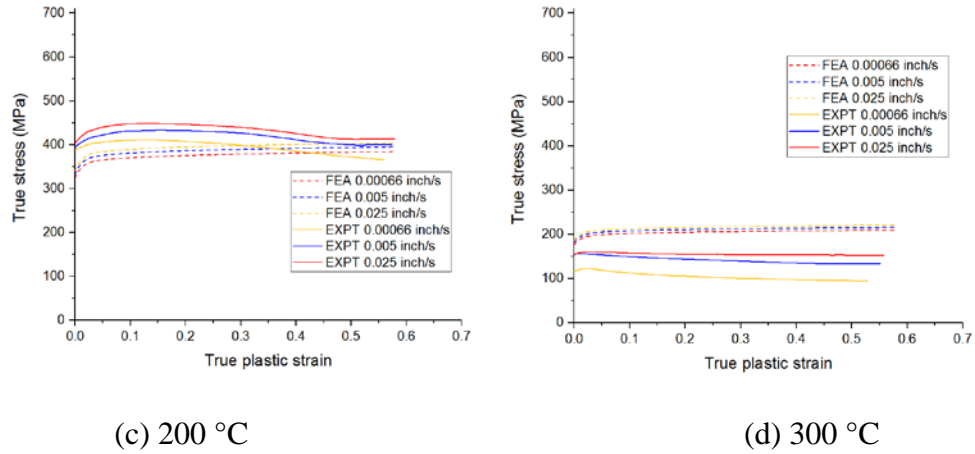 700
600
500
400
300
200
100
0
True stress (MPa)
FEA 0.00066 inch/s
FEA 0.005 inch/s
FEA 0.025 inch/s
EXPT 0.00066 inch/s
EXPT 0.005 inch/s
EXPT 0.025 inch/s
0.0 0.1 0.2 0.3 0.4 0.5 0.6 0.7
True plastic strain
(c) 200 °C
700
600
500
400
300
200
100
0
True stress (MPa)
FEA 0.00066 inch/s
FEA 0.005 inch/s
FEA 0.025 inch/s
EXPT 0.00066 inch/s
EXPT 0.005 inch/s
EXPT 0.025 inch/s
0.0 0.1 0.2 0.3 0.4 0.5 0.6 0.7
True plastic strain
(d) 300 °C